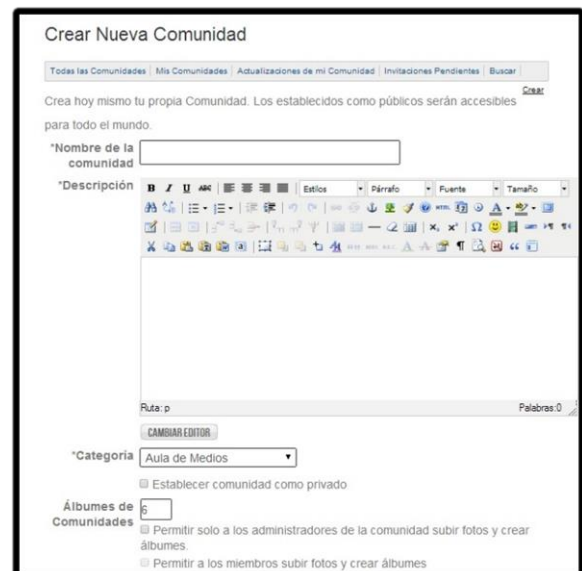 Crear Nueva Comunidad
Todas las Comunidades | Mis Comunidades | Actualizaciones de mi Comunidad | Invitaciones Pendientes | Buscar |
Crear
Crea hoy mismo tu propia Comunidad. Los establecidos como públicos serán accesibles
para todo el mundo.
*Nombre de la
comunidad
*Descripción
B I U ABC Estilos Párrafo Fuente Tamaño
HTML
Ruta: p Palabras:0
CAMBIAR EDITOR
*Categoría Aula de Medios
Establecer comunidad como privado
Álbumes de
Comunidades
6
Permitir solo a los administradores de la comunidad subir fotos y crear
álbumes.
Permitir a los miembros subir fotos y crear álbumes